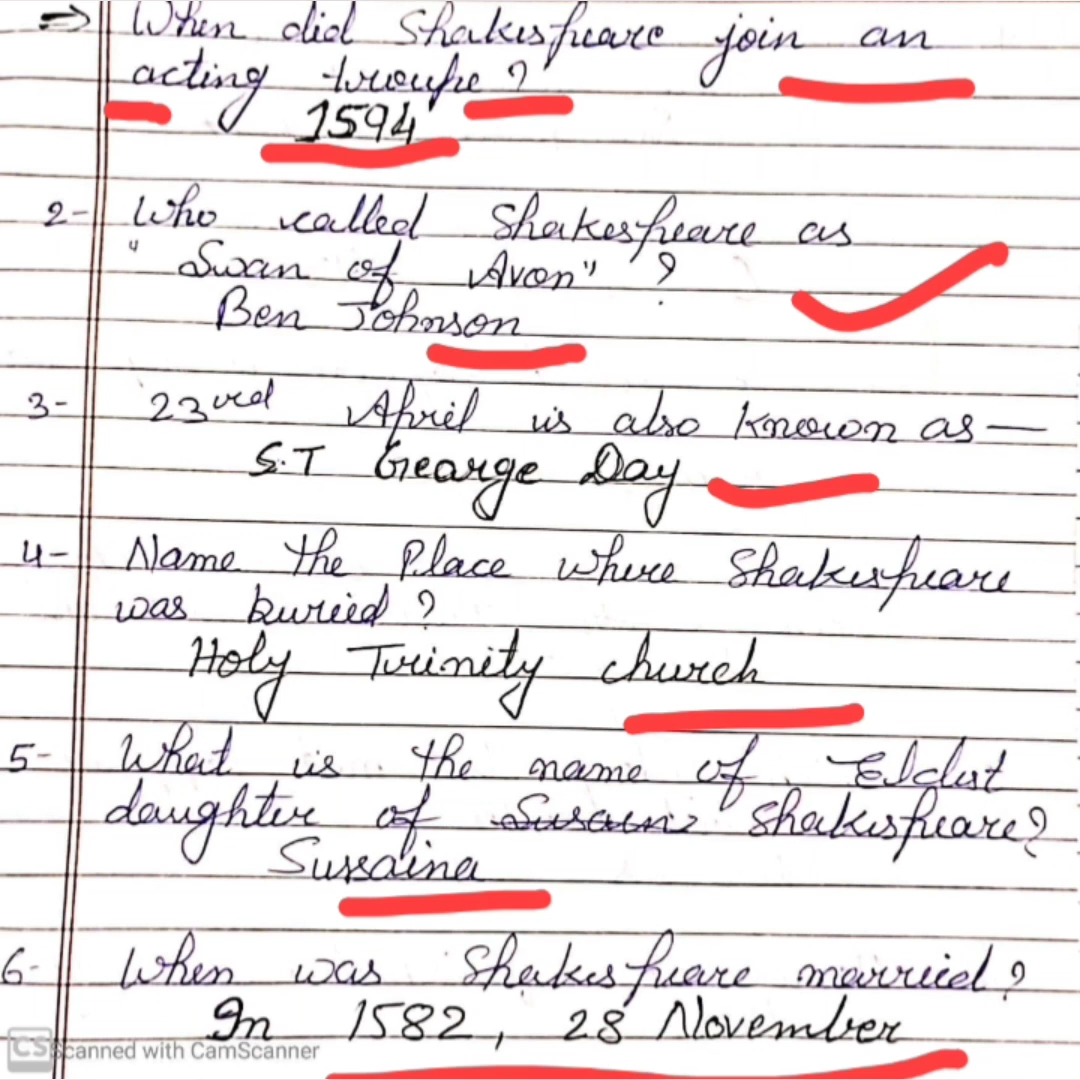 ⇒ When did Shakespeare join an
acting troupe?
1594
2- Who called Shakespeare as
"Swan of Avon"?
Ben Johnson
3- 23rd April is also known as —
S.T George Day
4- Name the Place where Shakespeare
was buried?
Holy Trinity church
5- What is the name of Eldest
daughter of Shakespeare?
Sussaina
6- When was Shakespeare married?
In 1582, 28 November
CS Scanned with CamScanner